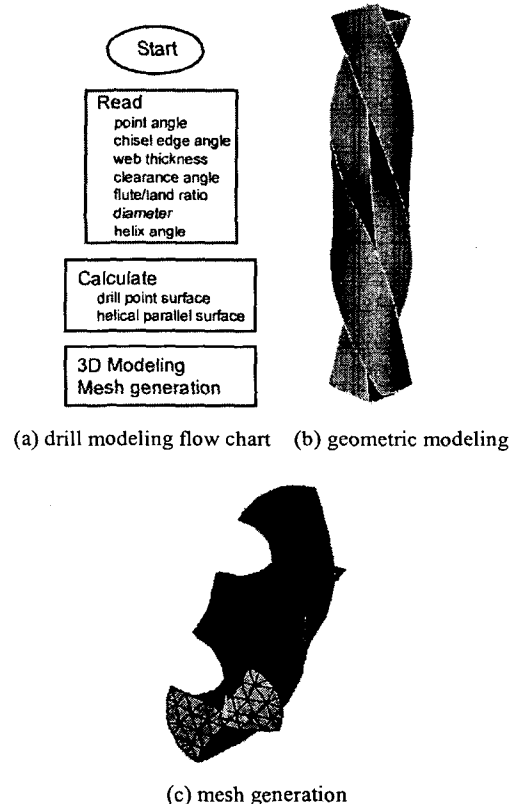 Start
Read
point angle
chisel edge angle
web thickness
clearance angle
flute/land ratio
diameter
helix angle
Calculate
drill point surface
helical parallel surface
3D Modeling
Mesh generation
(a) drill modeling flow chart (b) geometric modeling
(c) mesh generation